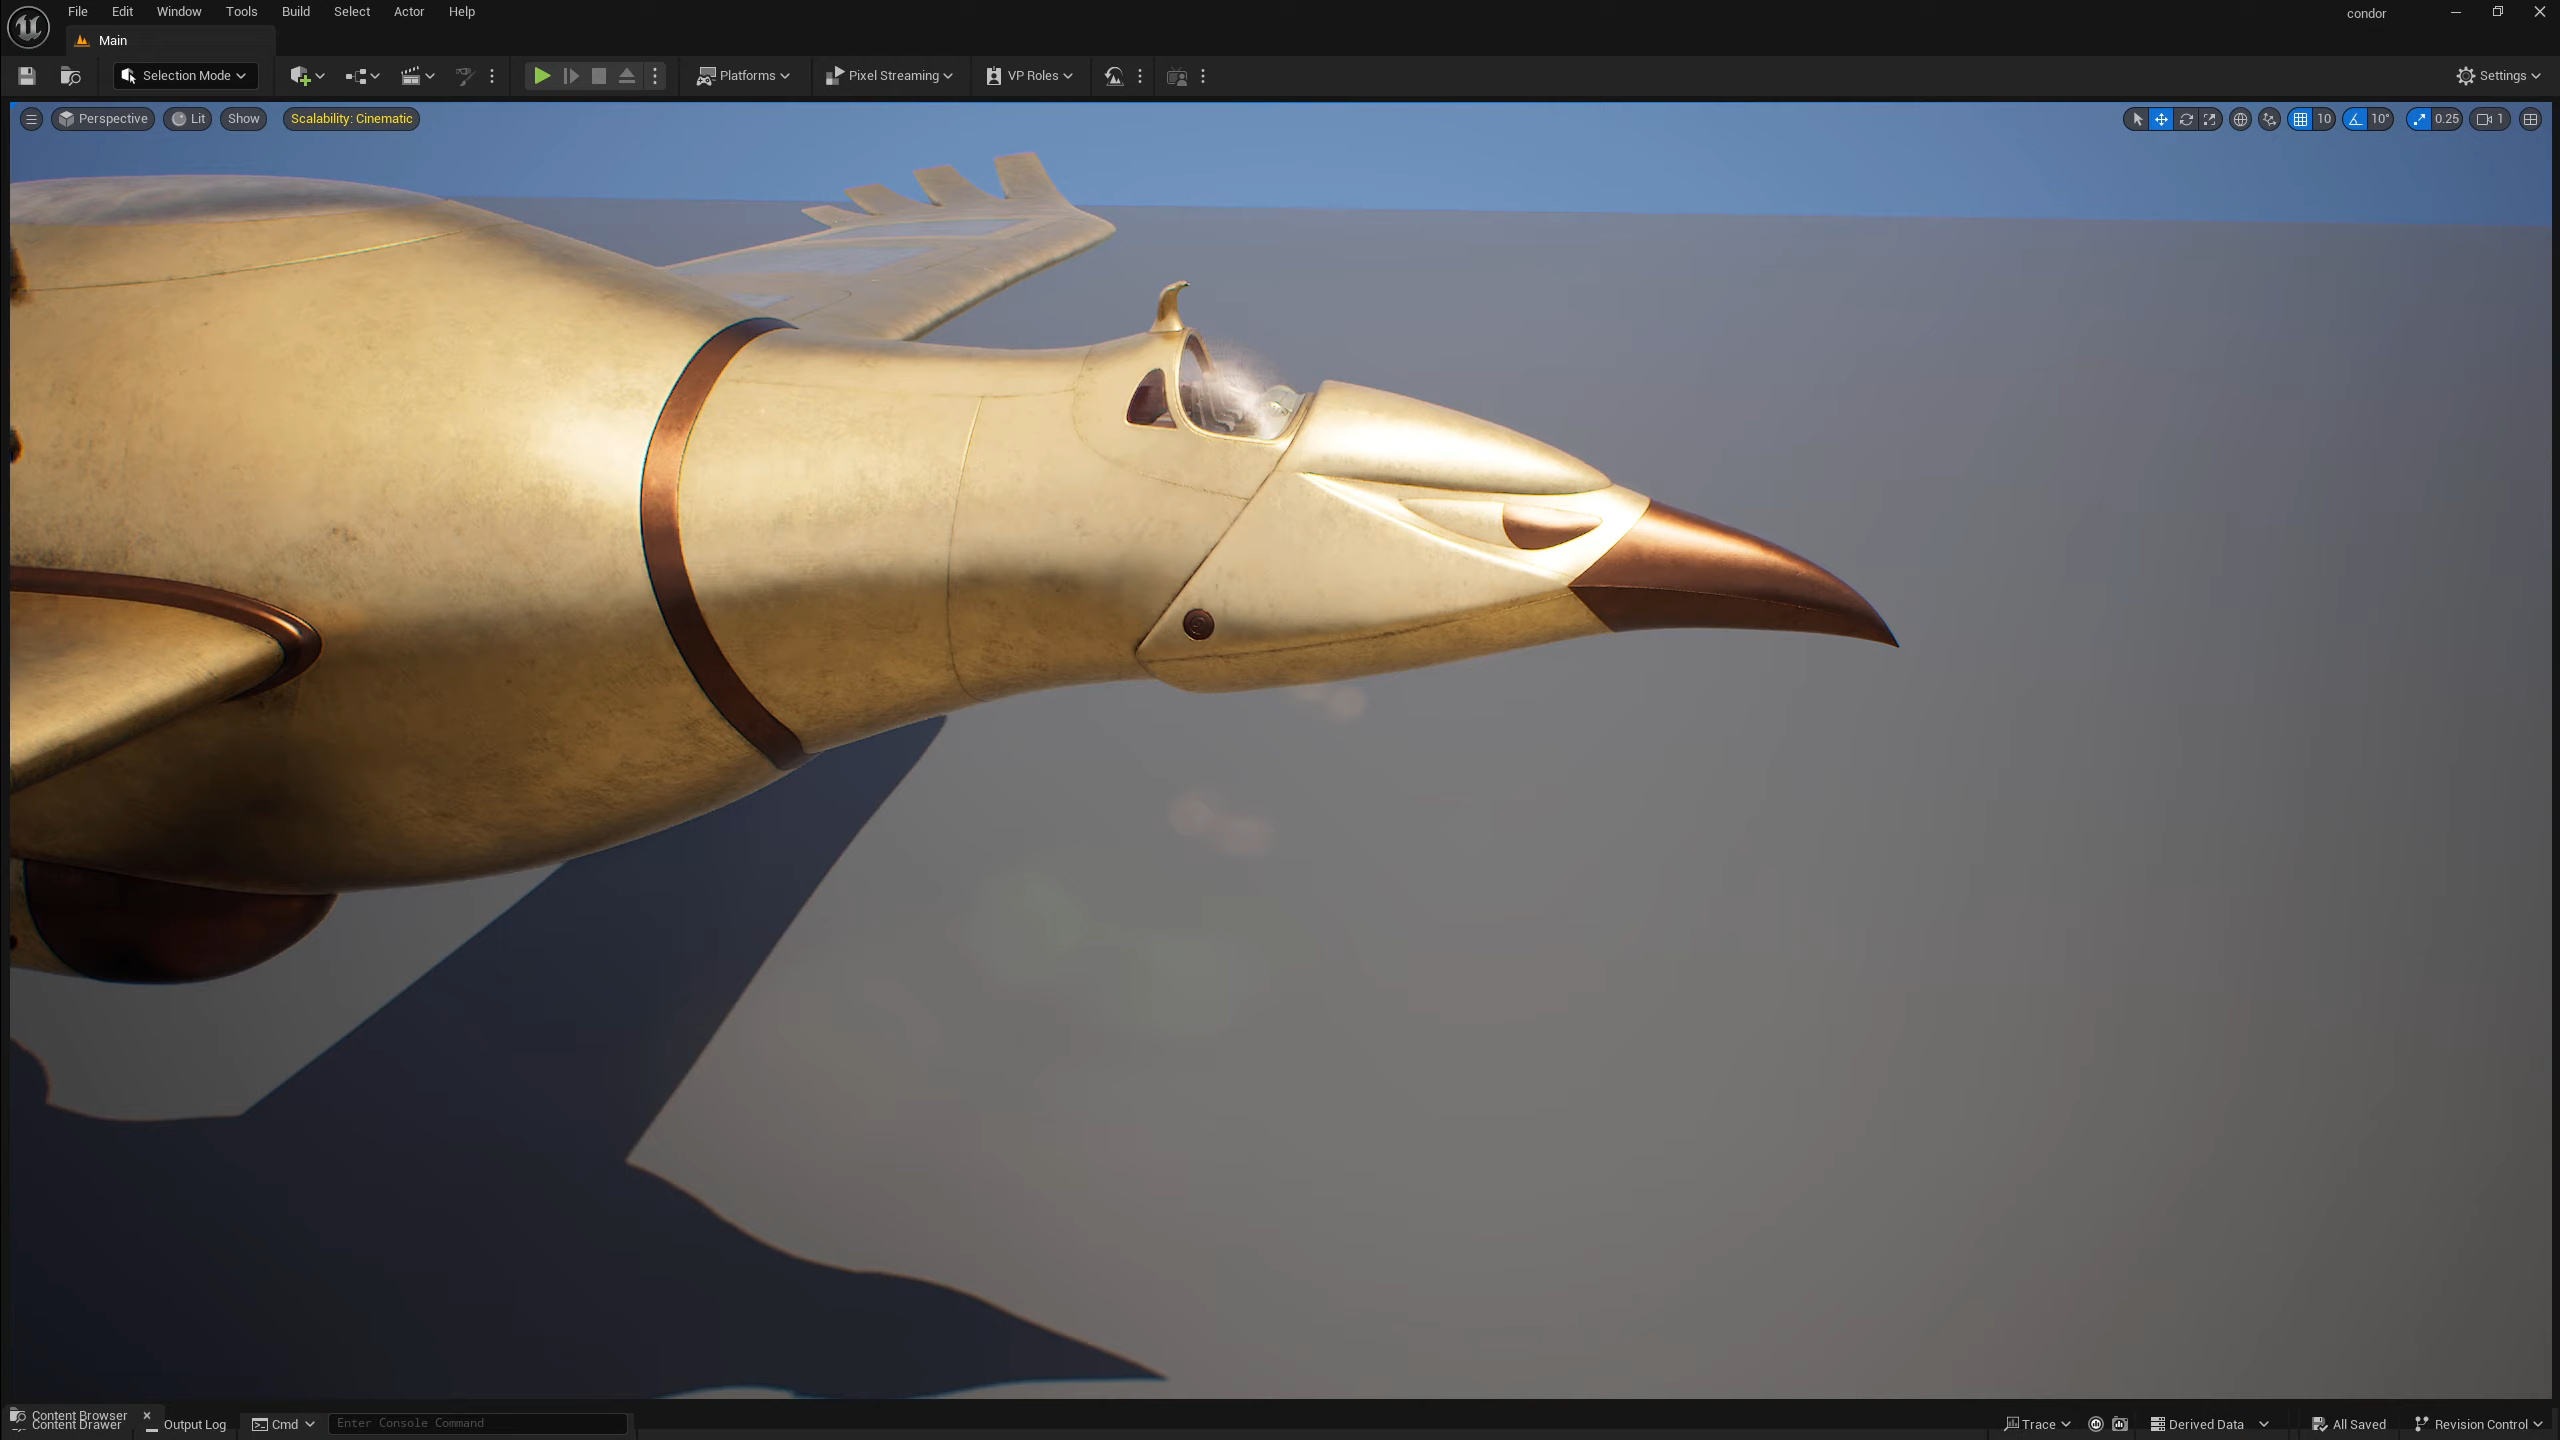 File Edit Window Tools Build Select Actor Help
condor
Main
Selection Mode
Platforms
Pixel Streaming
VP Roles
Settings
Perspective
Lit
Show
Scalability: Cinematic
10
10°
0.25
1
Content Browser
Content Drawer
Output Log
Cmd
Enter Console Command
Trace
Derived Data
All Saved
Revision Control